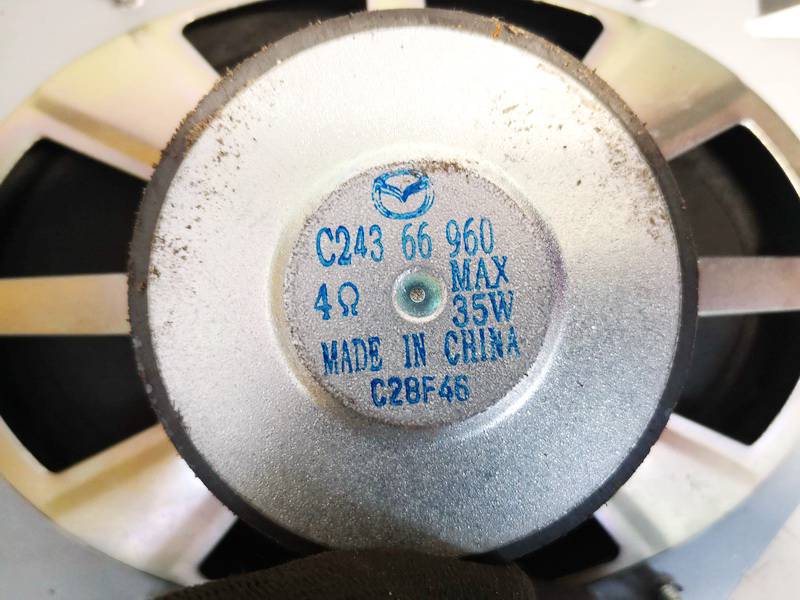 C243 66 960
4Ω MAX
35W
MADE IN CHINA
C28F46